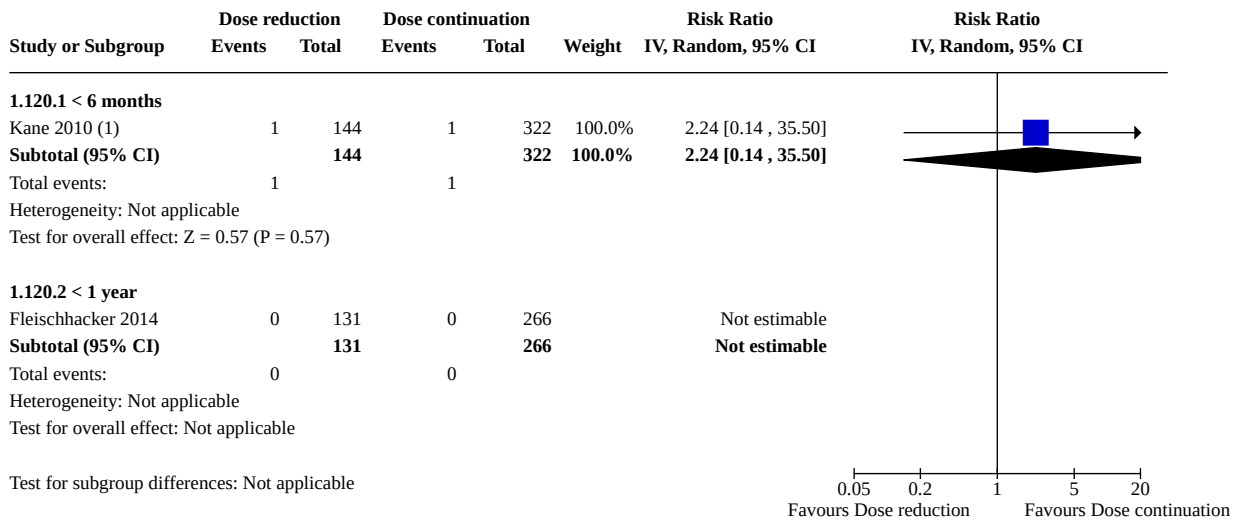 Dose reduction Dose continuation Risk Ratio Risk Ratio
Study or Subgroup Events Total Events Total Weight IV, Random, 95% CI IV, Random, 95% CI
1.120.1 < 6 months
Kane 2010 (1) 1 144 1 322 100.0% 2.24 [0.14 , 35.50]
Subtotal (95% CI) 144 322 100.0% 2.24 [0.14 , 35.50]
Total events: 1 1
Heterogeneity: Not applicable
Test for overall effect: Z = 0.57 (P = 0.57)
1.120.2 < 1 year
Fleischhacker 2014 0 131 0 266 Not estimable
Subtotal (95% CI) 131 266 Not estimable
Total events: 0 0
Heterogeneity: Not applicable
Test for overall effect: Not applicable
Test for subgroup differences: Not applicable
0.05 0.2 1 5 20
Favours Dose reduction Favours Dose continuation